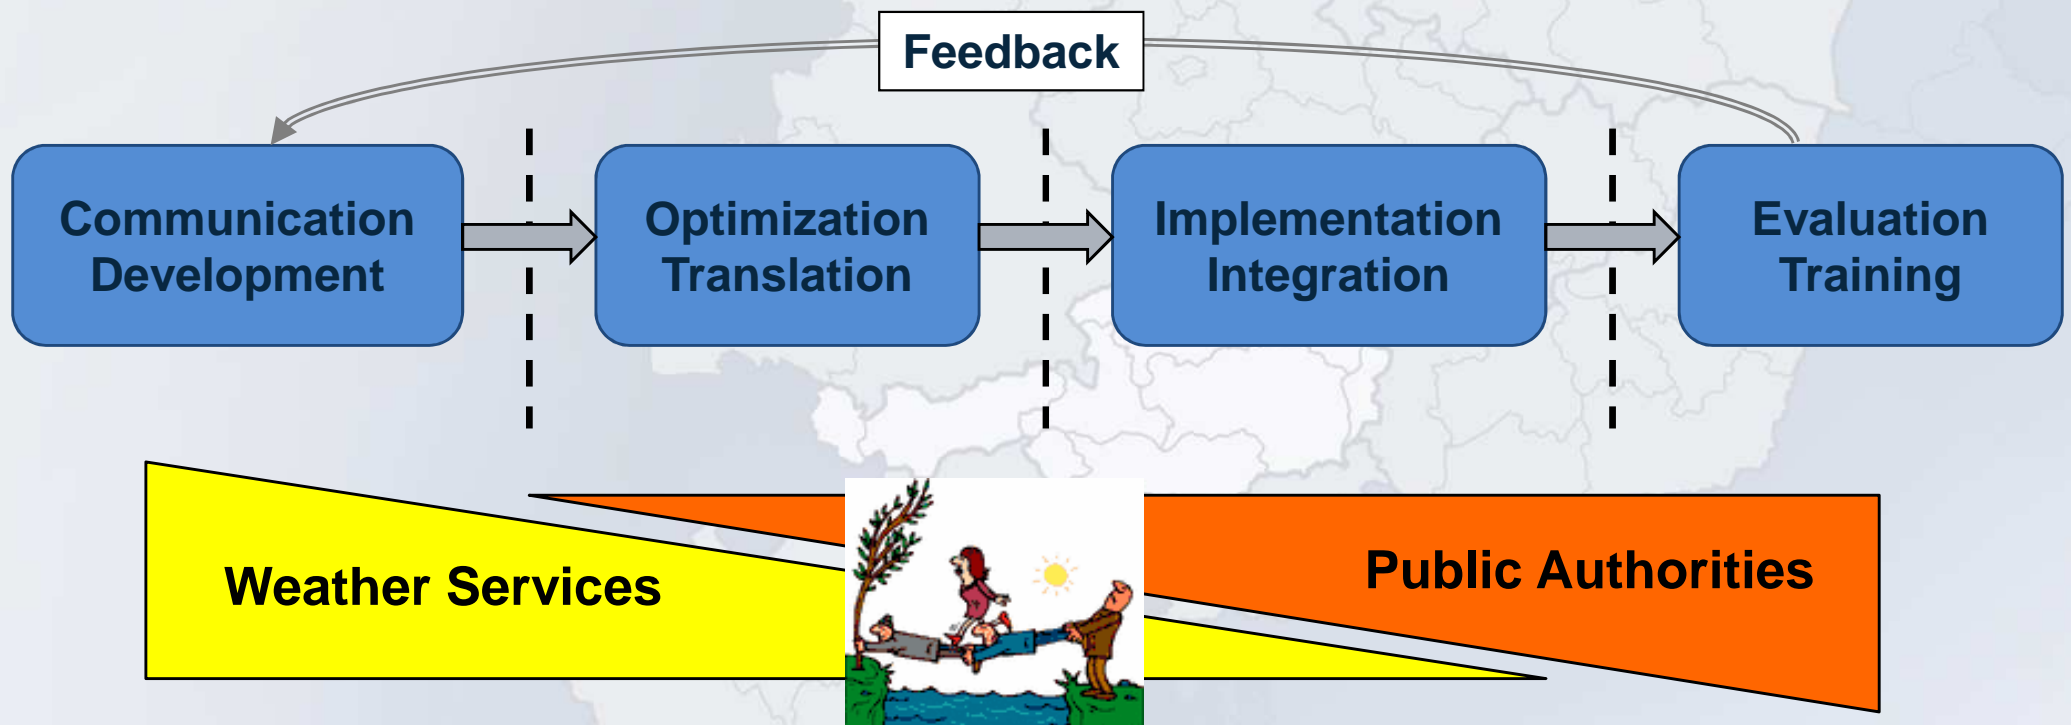 Feedback
Communication
Development
Optimization
Translation
Implementation
Integration
Evaluation
Training
Weather Services
Public Authorities